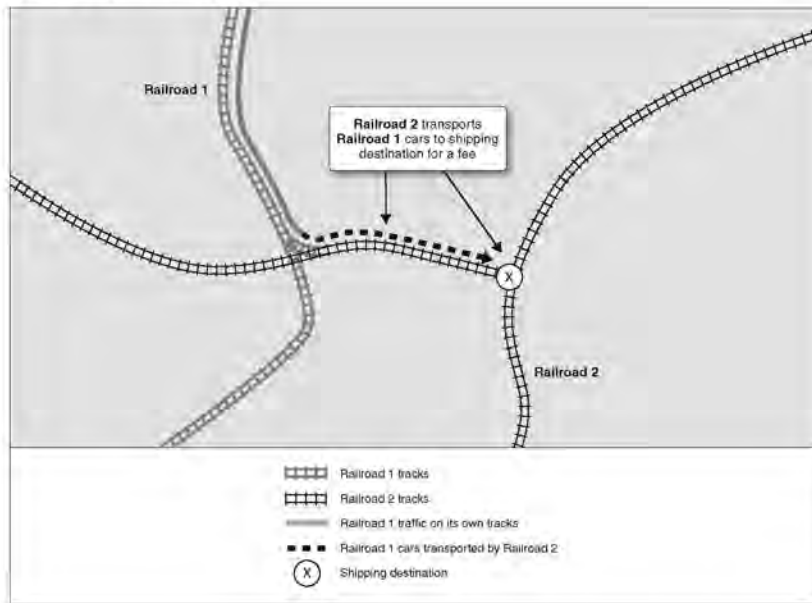 Railroad 1
Railroad 2 transports
Railroad 1 cars to shipping
destination for a fee
X
Railroad 2
Railroad 1 tracks
Railroad 2 tracks
Railroad 1 traffic on its own tracks
Railroad 1 cars transported by Railroad 2
X
Shipping destination